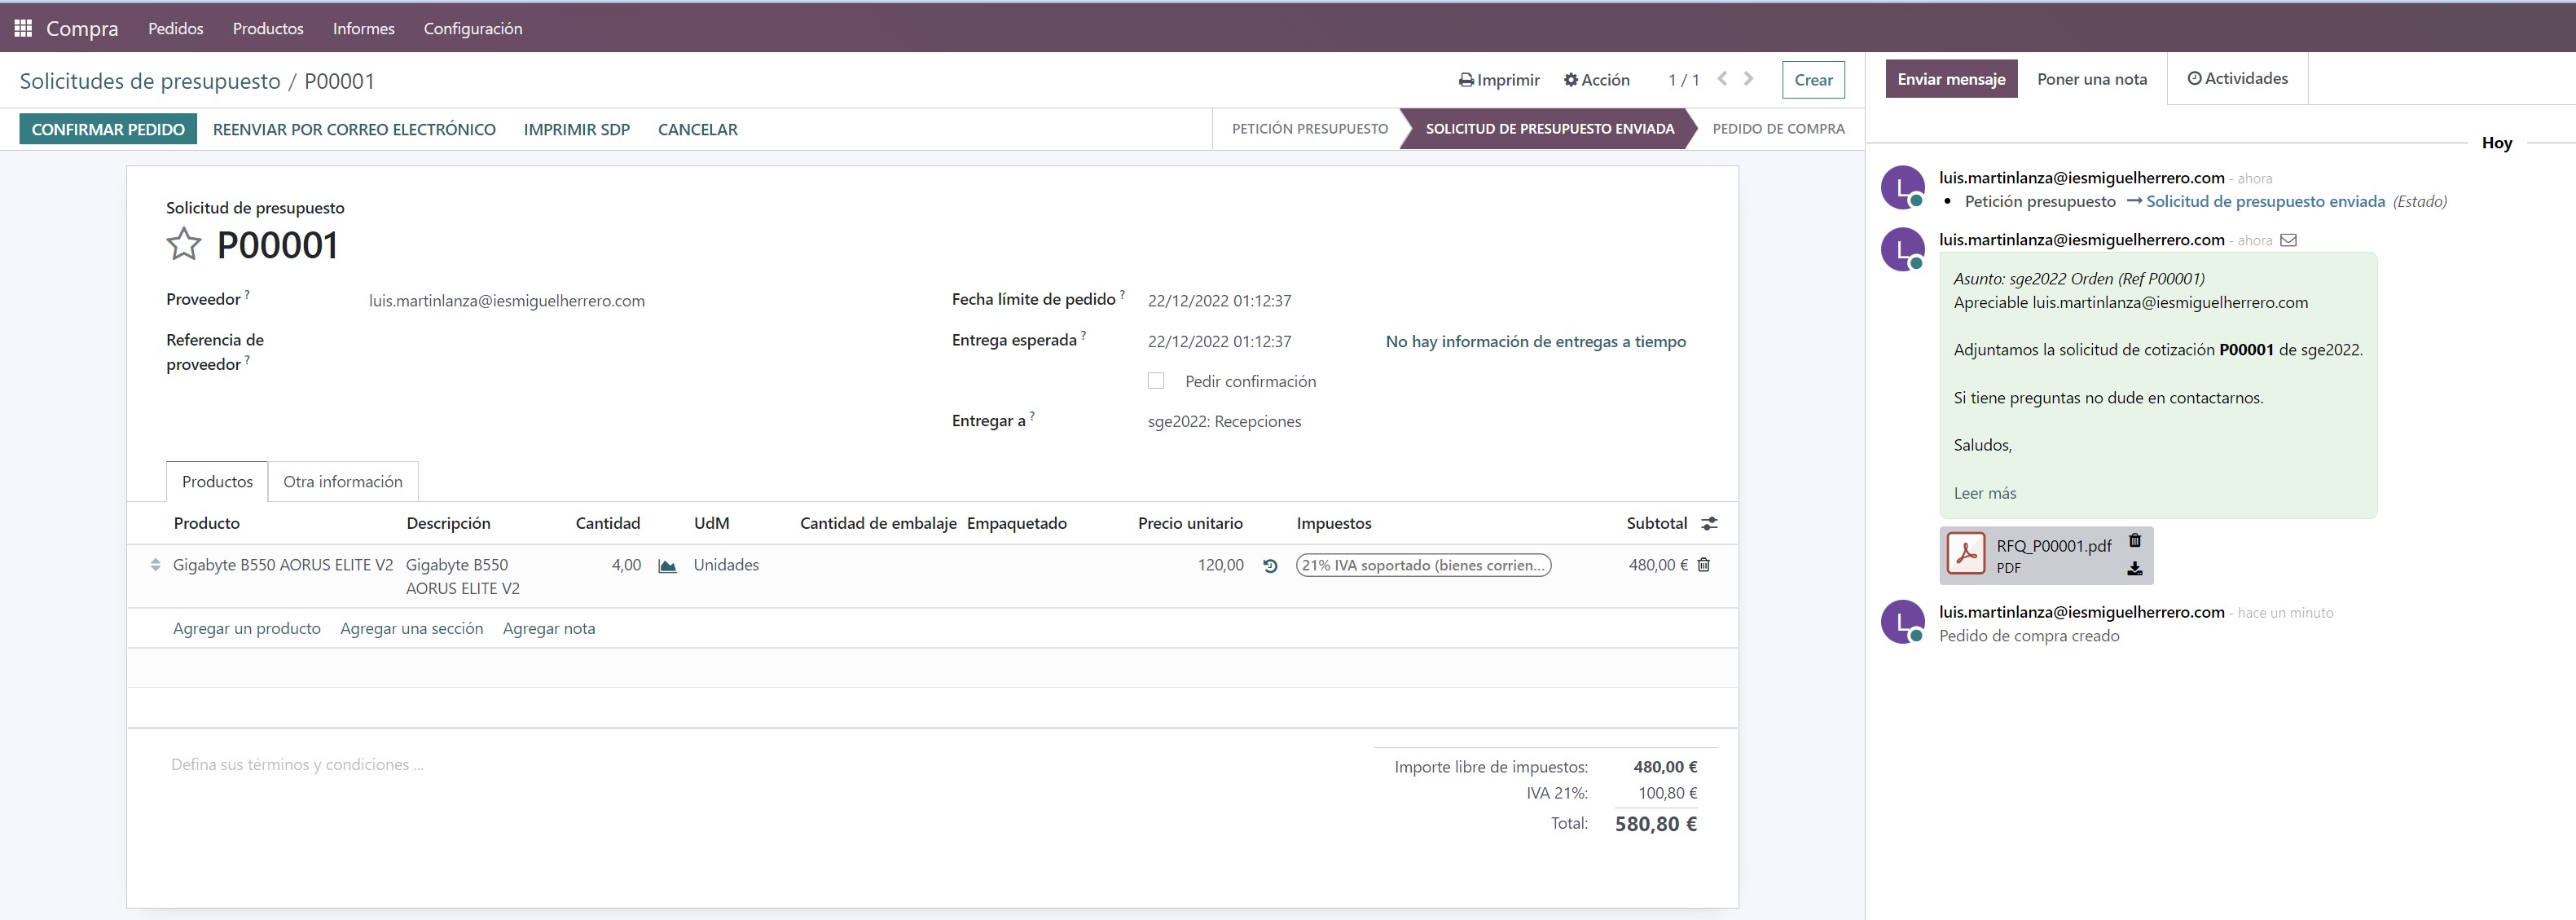 Compra Pedidos Productos Informes Configuración
Solicitudes de presupuesto / P00001
Imprimir Acción 1 / 1 Crear
CONFIRMAR PEDIDO REENVIAR POR CORREO ELECTRÓNICO IMPRIMIR SDP CANCELAR
PETICIÓN PRESUPUESTO SOLICITUD DE PRESUPUESTO ENVIADA PEDIDO DE COMPRA
Solicitud de presupuesto
P00001
Proveedor ? luis.martinlanza@iesmiguelherrero.com
Referencia de
proveedor ?
Fecha límite de pedido ? 22/12/2022 01:12:37
Entrega esperada ? 22/12/2022 01:12:37 No hay información de entregas a tiempo
Pedir confirmación
Entregar a ? sge2022: Recepciones
Productos Otra información
Producto Descripción Cantidad UdM Cantidad de embalaje Empaquetado Precio unitario Impuestos Subtotal
Gigabyte B550 AORUS ELITE V2 Gigabyte B550 4,00 Unidades 120,00 21% IVA soportado (bienes corrien... 480,00 €
AORUS ELITE V2
Agregar un producto Agregar una sección Agregar nota
Defina sus términos y condiciones ...
Importe libre de impuestos: 480,00 €
IVA 21%: 100,80 €
Total: 580,80 €
Enviar mensaje Poner una nota Actividades
Hoy
L
luis.martinlanza@iesmiguelherrero.com - ahora
• Petición presupuesto → Solicitud de presupuesto enviada (Estado)
L
luis.martinlanza@iesmiguelherrero.com - ahora
Asunto: sge2022 Orden (Ref P00001)
Apreciable luis.martinlanza@iesmiguelherrero.com
Adjuntamos la solicitud de cotización P00001 de sge2022.
Si tiene preguntas no dude en contactarnos.
Saludos,
Leer más
RFQ_P00001.pdf
PDF
L
luis.martinlanza@iesmiguelherrero.com - hace un minuto
Pedido de compra creado